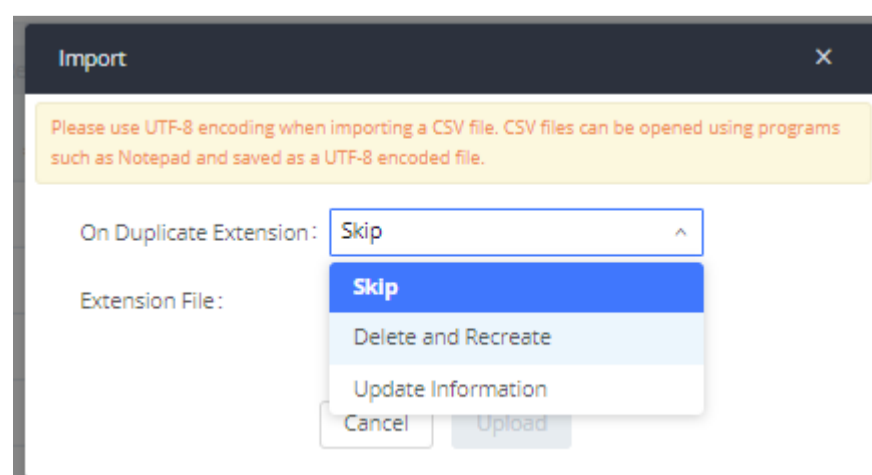 Import
Please use UTF-8 encoding when importing a CSV file. CSV files can be opened using programs
such as Notepad and saved as a UTF-8 encoded file.
On Duplicate Extension:
Skip
Skip
Extension File:
Delete and Recreate
Update Information
Cancel
Upload